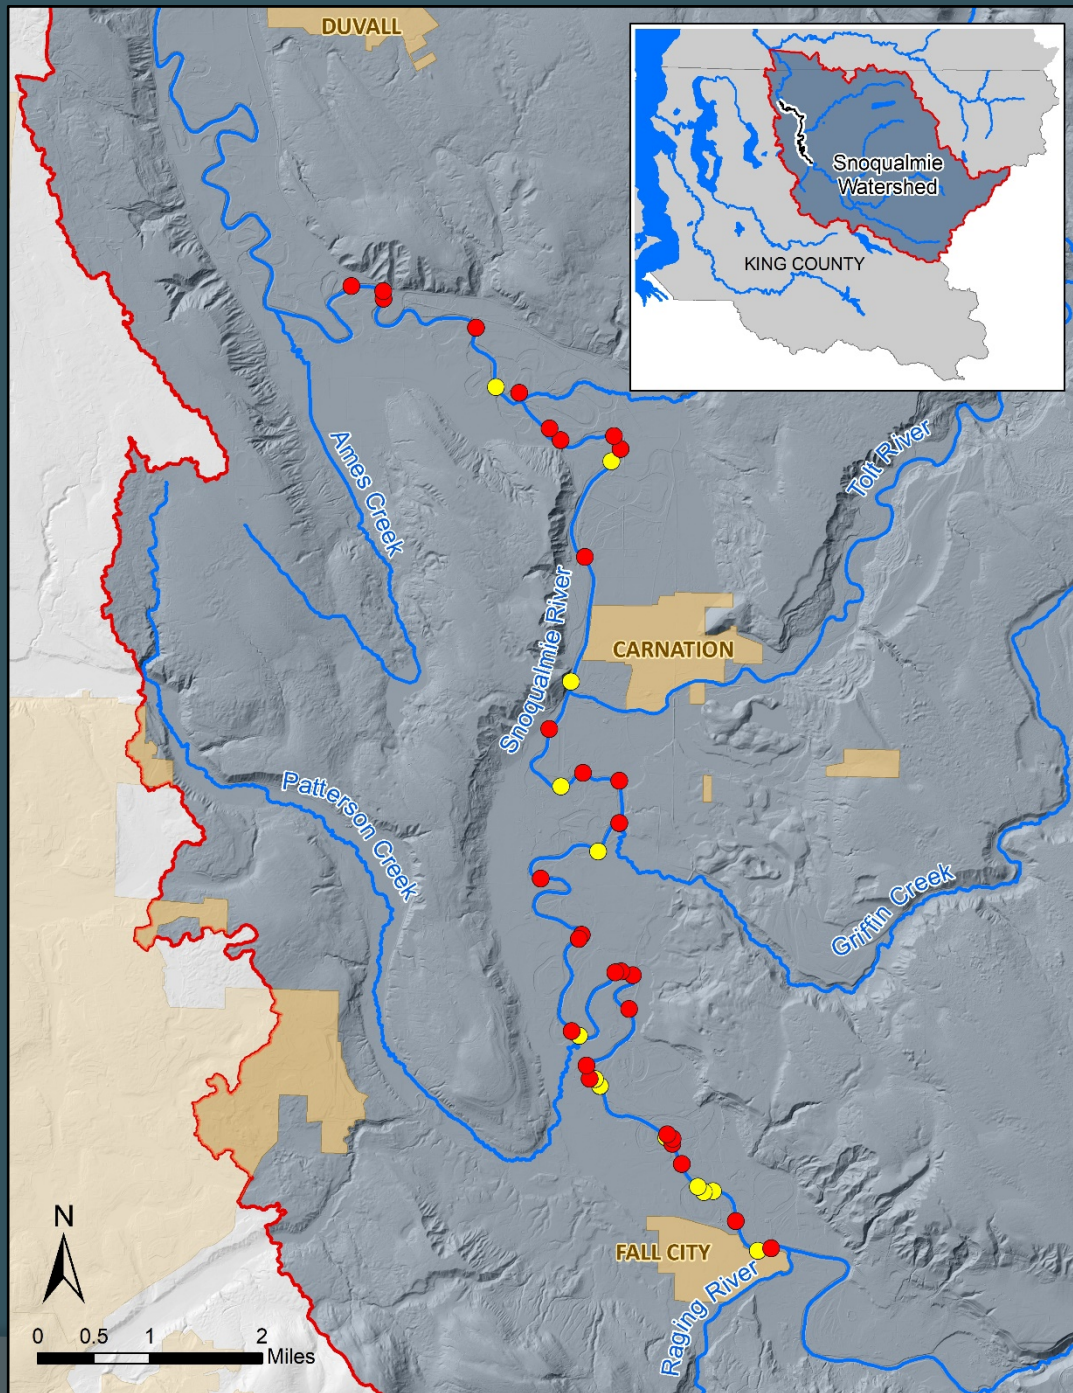 DUVALL
Snoqualmie
Watershed
KING COUNTY
Tolt River
Ames Creek
Snoqualmie River
CARNATION
Patterson Creek
Griffin Creek
N
FALL CITY
Raging River
0 0.5 1 2
Miles